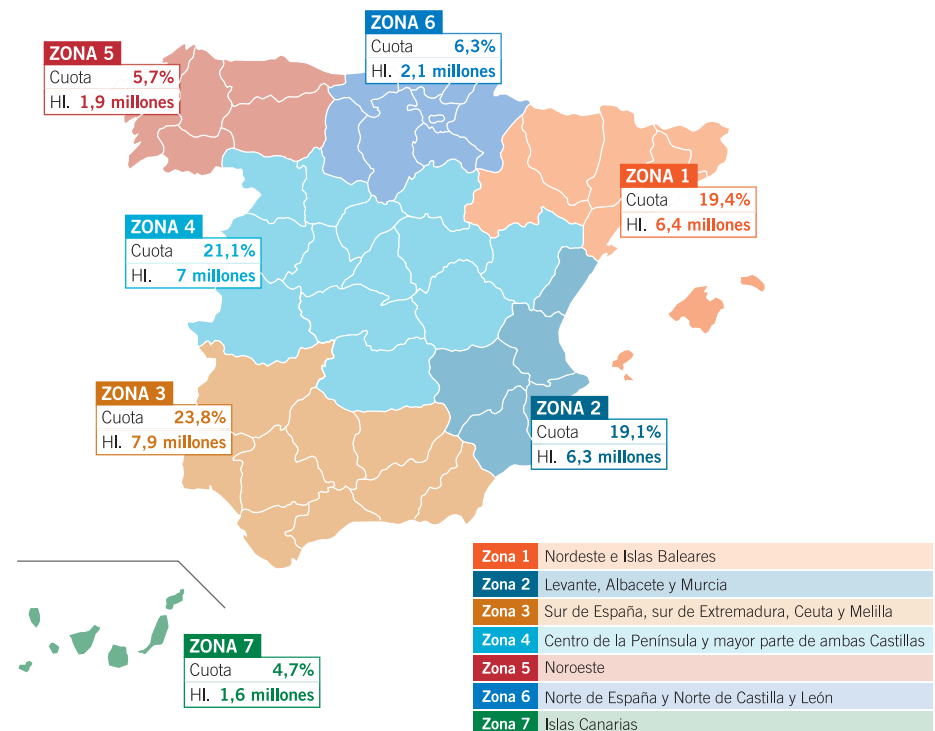 ZONA 6
Cuota 6,3%
Hl. 2,1 millones
ZONA 5
Cuota 5,7%
Hl. 1,9 millones
ZONA 1
Cuota 19,4%
Hl. 6,4 millones
ZONA 4
Cuota 21,1%
Hl. 7 millones
ZONA 3
Cuota 23,8%
Hl. 7,9 millones
ZONA 2
Cuota 19,1%
Hl. 6,3 millones
ZONA 7
Cuota 4,7%
Hl. 1,6 millones
Zona 1 Nordeste e Islas Baleares
Zona 2 Levante, Albacete y Murcia
Zona 3 Sur de España, sur de Extremadura, Ceuta y Melilla
Zona 4 Centro de la Península y mayor parte de ambas Castillas
Zona 5 Noroeste
Zona 6 Norte de España y Norte de Castilla y León
Zona 7 Islas Canarias